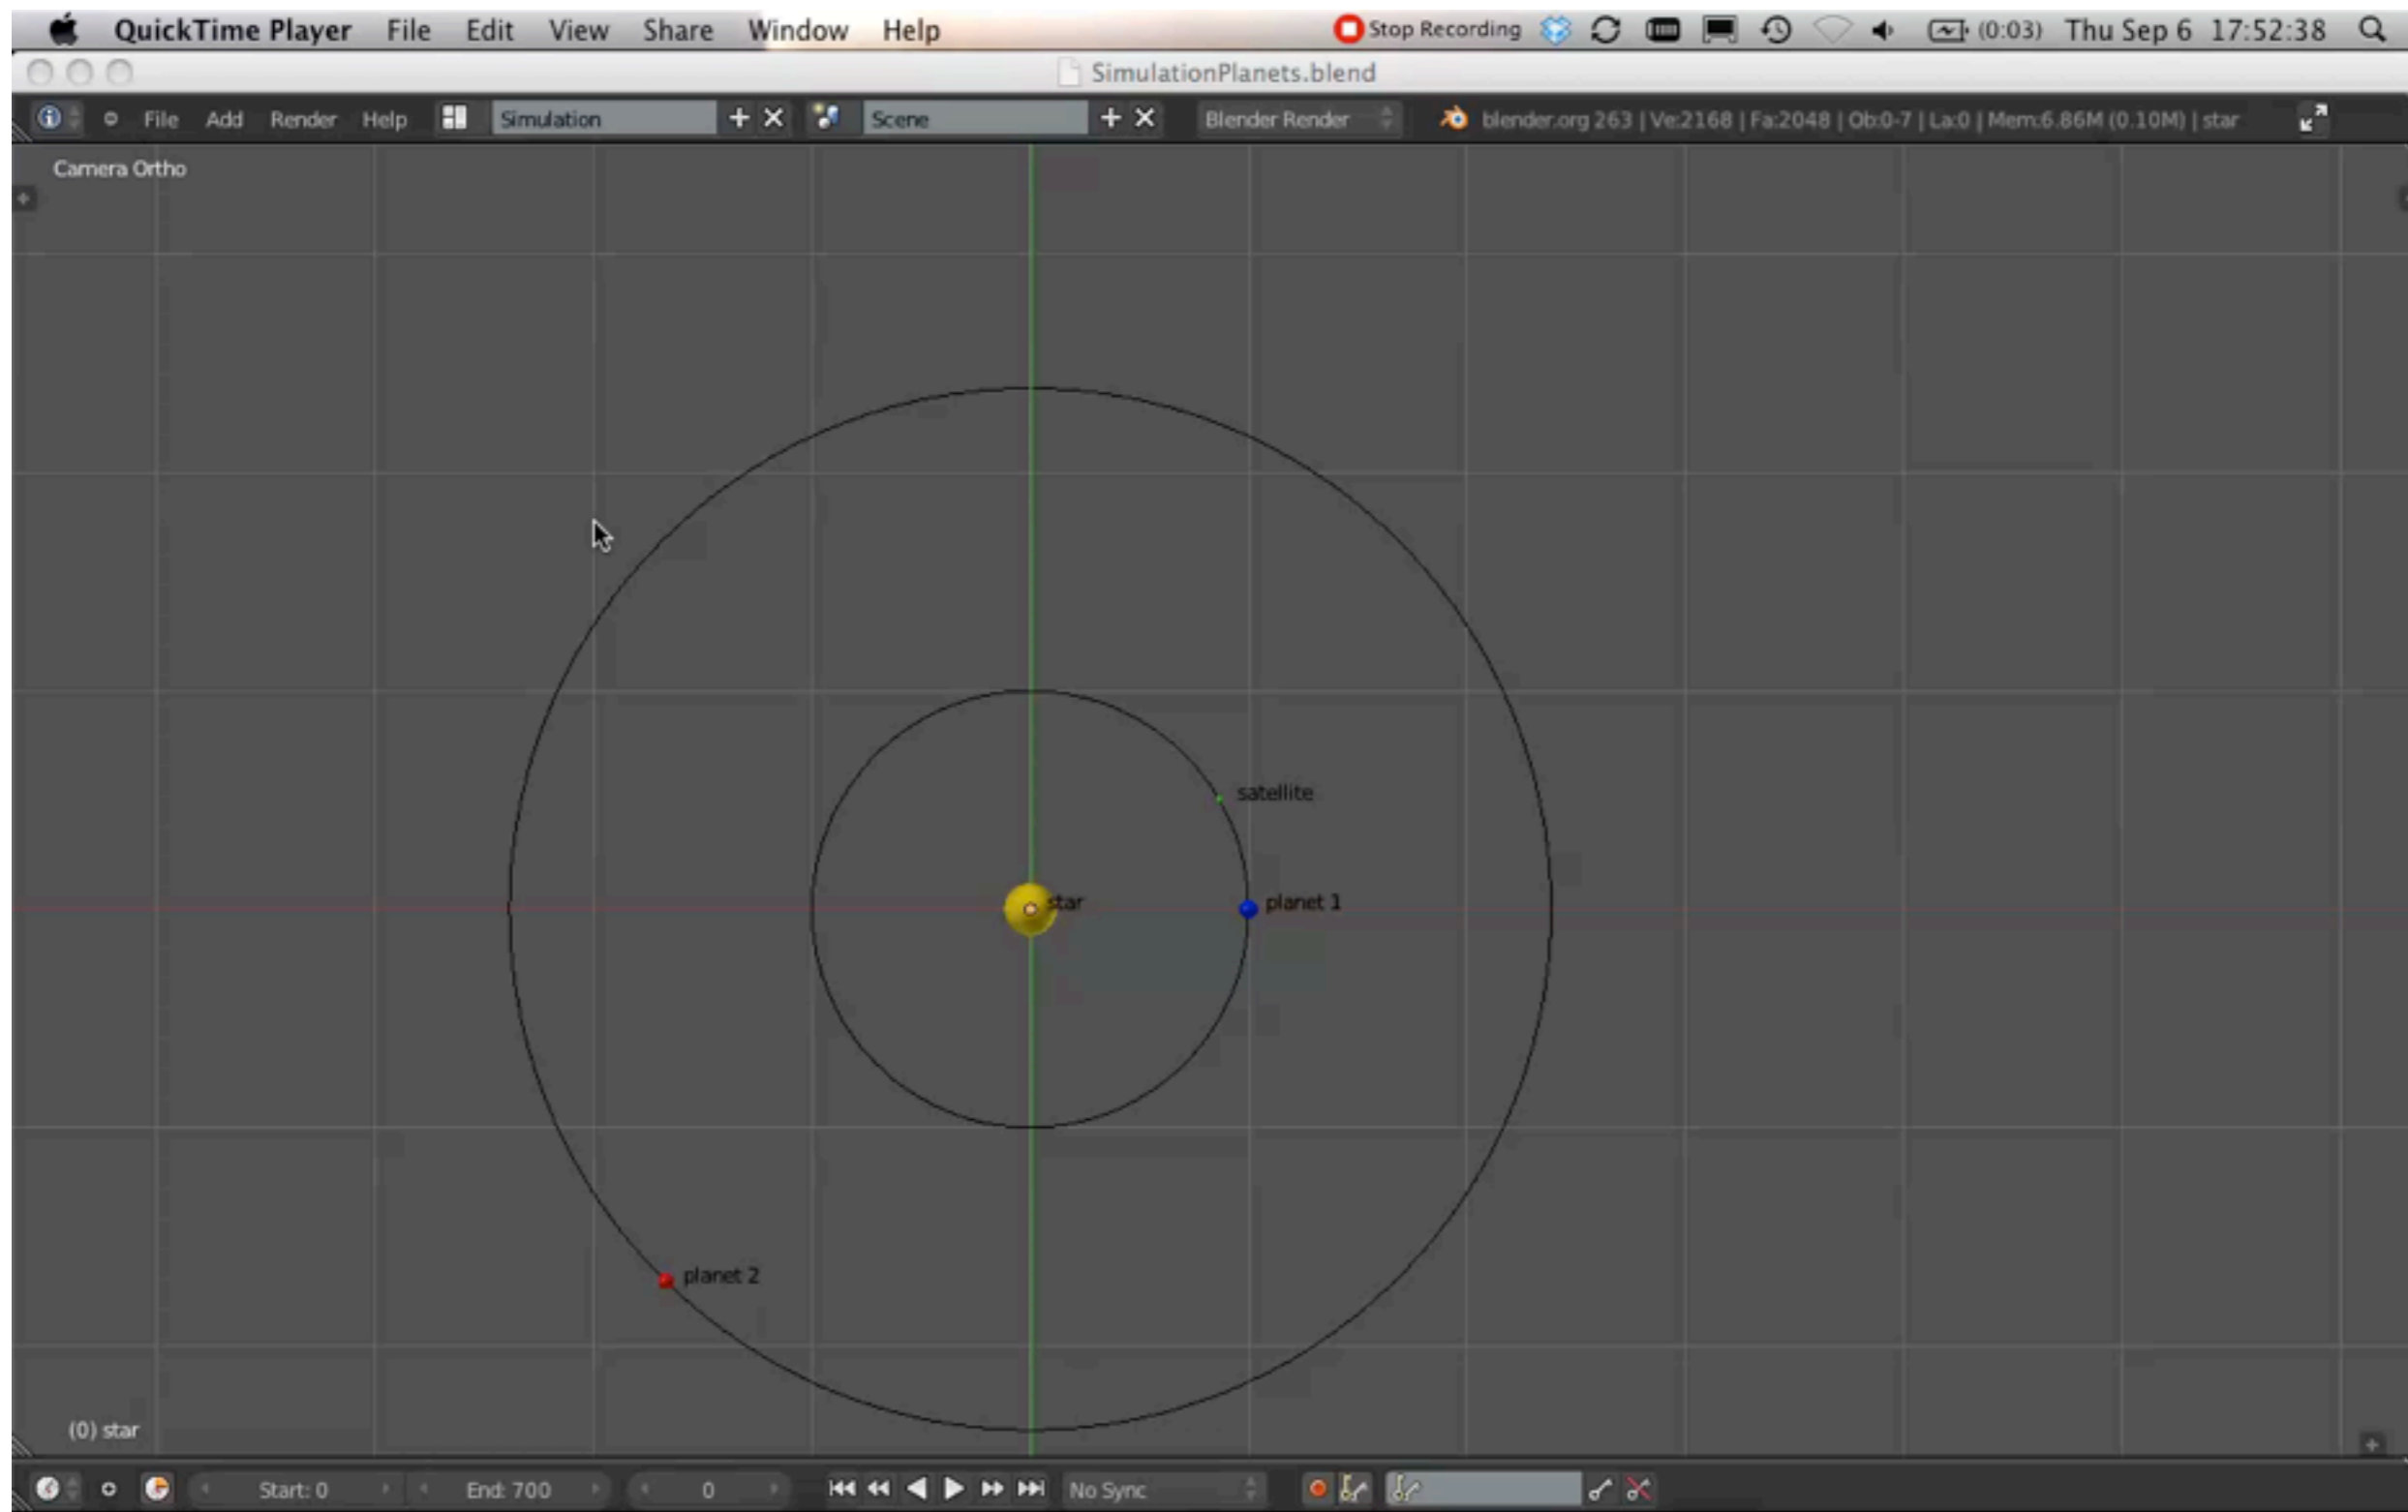 QuickTime Player File Edit View Share Window Help Stop Recording (0:03) Thu Sep 6 17:52:38
SimulationPlanets.blend
File Add Render Help Simulation Scene Blender Render blender.org 263 | Ve:2168 | Fa:2048 | Ob:0-7 | La:0 | Mem:6.86M (0.10M) | star
Camera Ortho
satellite
star
planet 1
planet 2
(0) star
Start: 0 End: 700 0 No Sync